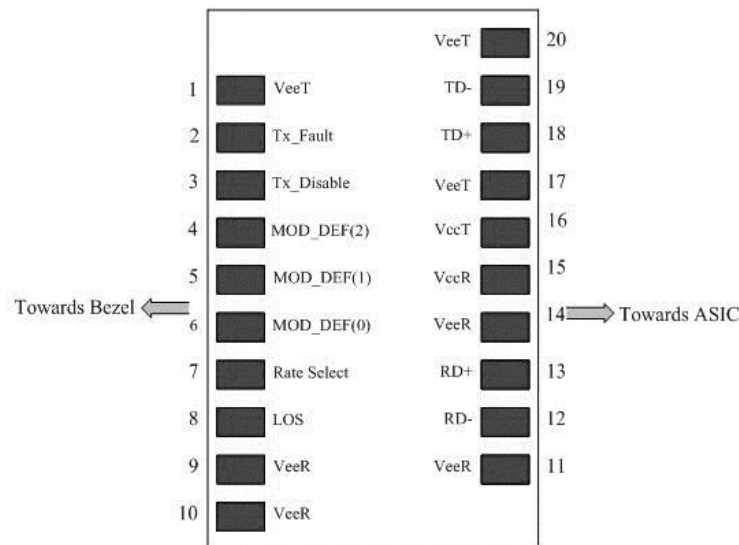 VeeT 20
1 VeeT TD- 19
2 Tx_Fault TD+ 18
3 Tx_Disable VeeT 17
4 MOD_DEF(2) VccT 16
5 MOD_DEF(1) VccR 15
Towards Bezel
6 MOD_DEF(0) VeeR 14
Towards ASIC
7 Rate Select RD+ 13
8 LOS RD- 12
9 VeeR VeeR 11
10 VeeR